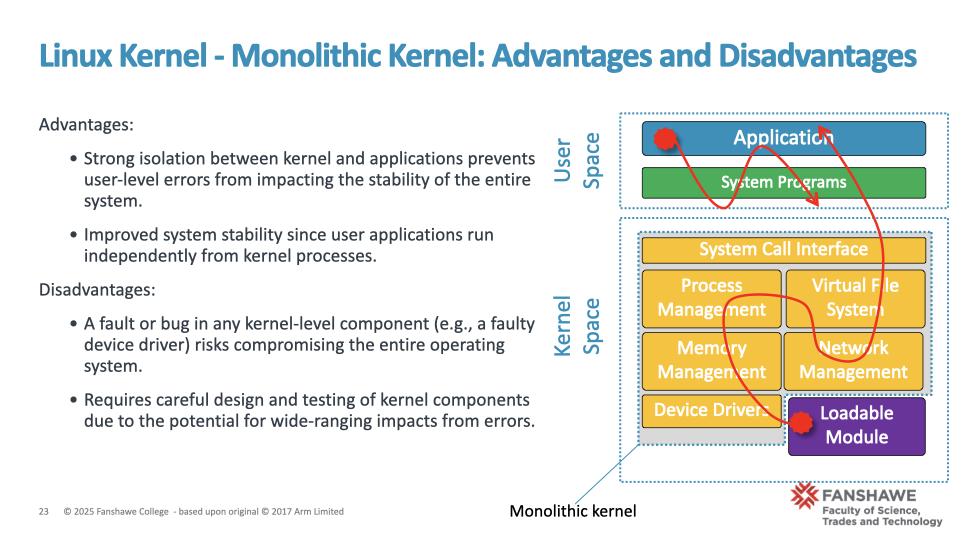 Linux Kernel - Monolithic Kernel: Advantages and Disadvantages
Advantages:
• Strong isolation between kernel and applications prevents
user-level errors from impacting the stability of the entire
system.
• Improved system stability since user applications run
independently from kernel processes.
Disadvantages:
• A fault or bug in any kernel-level component (e.g., a faulty
device driver) risks compromising the entire operating
system.
• Requires careful design and testing of kernel components
due to the potential for wide-ranging impacts from errors.
User
Space
Application
System Programs
Kernel
Space
System Call Interface
Process
Management
Virtual File
System
Memory
Management
Network
Management
Device Drivers
Loadable
Module
Monolithic kernel
23 © 2025 Fanshawe College - based upon original © 2017 Arm Limited
FANSHAWE
Faculty of Science,
Trades and Technology